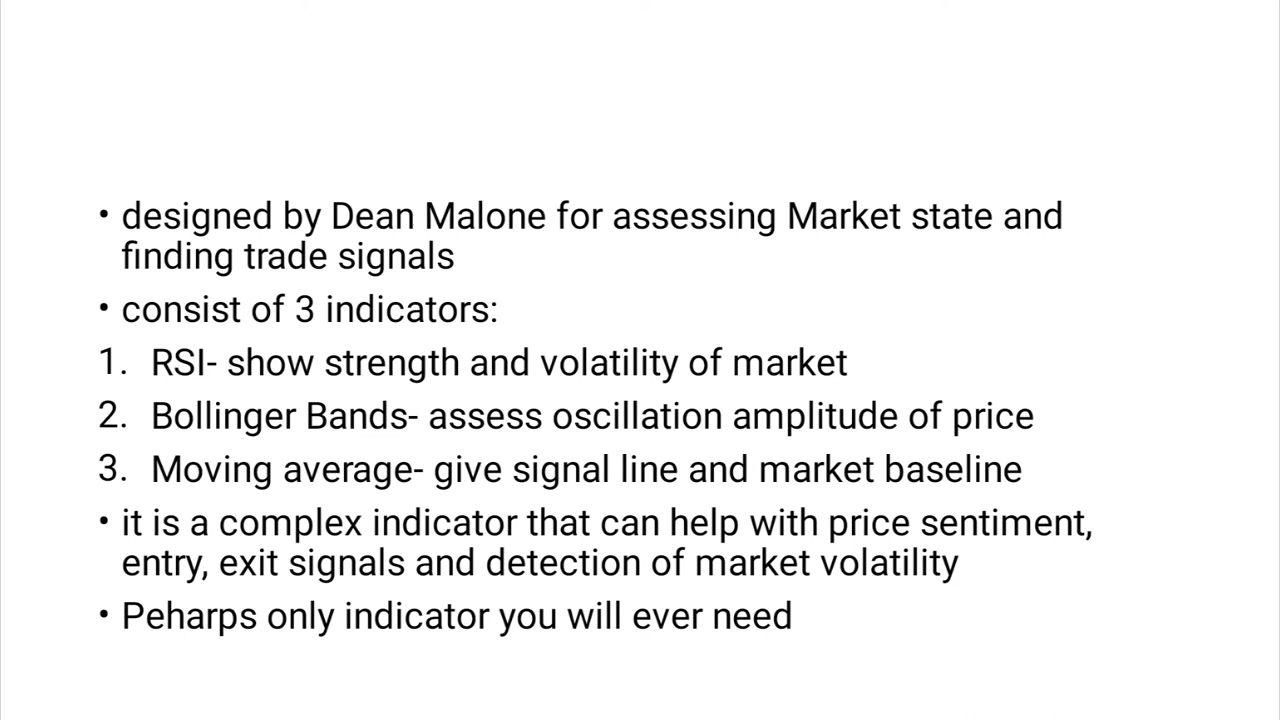 • designed by Dean Malone for assessing Market state and
finding trade signals
• consist of 3 indicators:
1. RSI- show strength and volatility of market
2. Bollinger Bands- assess oscillation amplitude of price
3. Moving average- give signal line and market baseline
• it is a complex indicator that can help with price sentiment,
entry, exit signals and detection of market volatility
• Peharps only indicator you will ever need